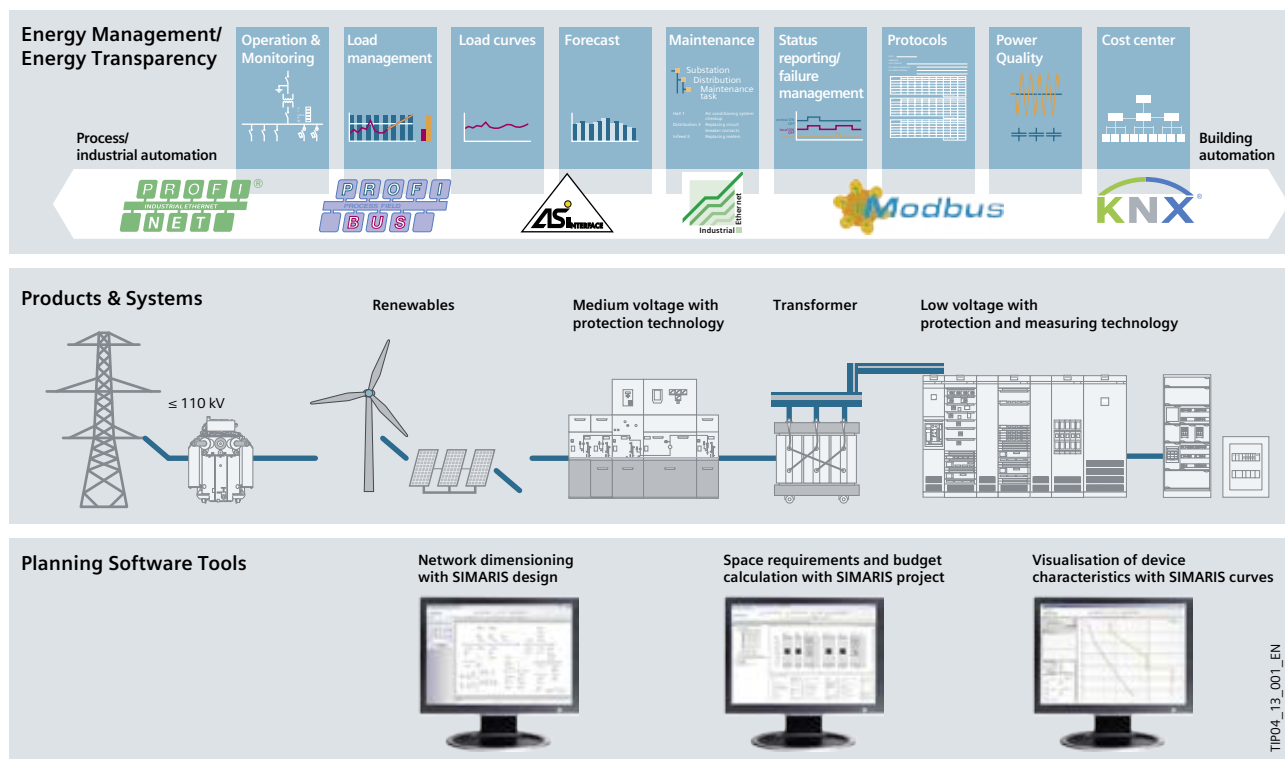 Energy Management/
Energy Transparency
Operation &
Monitoring
Load
management
Load curves
Forecast
Maintenance
Substation
Distribution
Maintenance
task
Status
reporting/
failure
management
Protocols
Power
Quality
Cost center
Process/
industrial automation
Building
automation
PROFI®
INDUSTRIAL ETHERNET
NET
PROFI
PROCESS FIELD
BUS
AS-INTERFACE
Industrial Ethernet
Modbus
KNX®
Products & Systems
≤ 110 kV
Renewables
Medium voltage with
protection technology
Transformer
Low voltage with
protection and measuring technology
Planning Software Tools
Network dimensioning
with SIMARIS design
Space requirements and budget
calculation with SIMARIS project
Visualisation of device
characteristics with SIMARIS curves
TIP04_13_001_EN